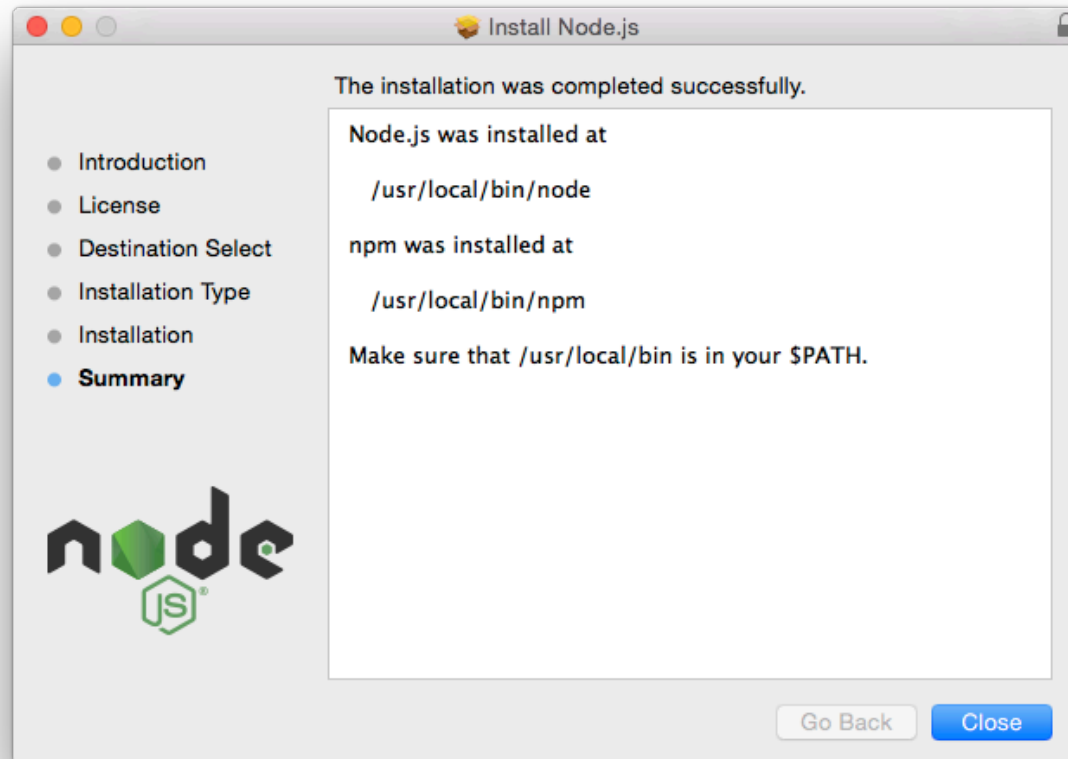 Install Node.js
The installation was completed successfully.
Introduction
License
Destination Select
Installation Type
Installation
Summary
Node.js was installed at
/usr/local/bin/node
npm was installed at
/usr/local/bin/npm
Make sure that /usr/local/bin is in your $PATH.
node
JS®
Go Back
Close